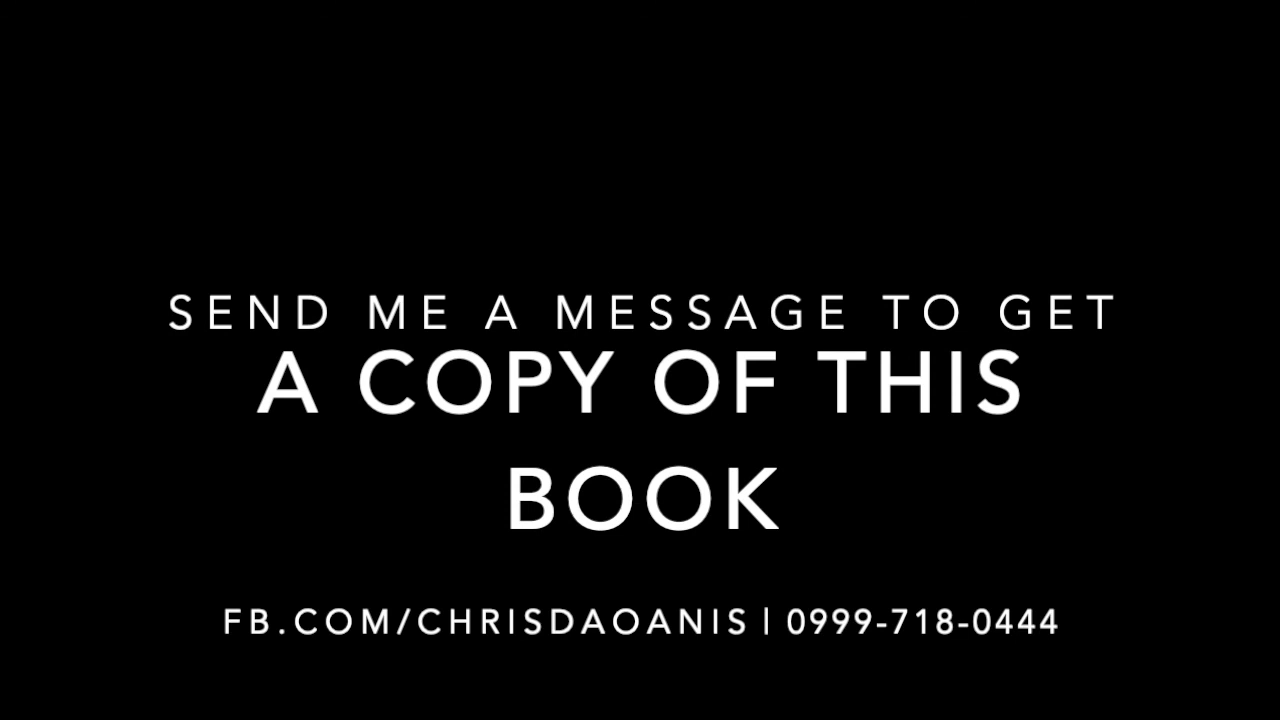 SEND ME A MESSAGE TO GET
A COPY OF THIS
BOOK
FB.COM/CHRISDAOANIS | 0999-718-0444